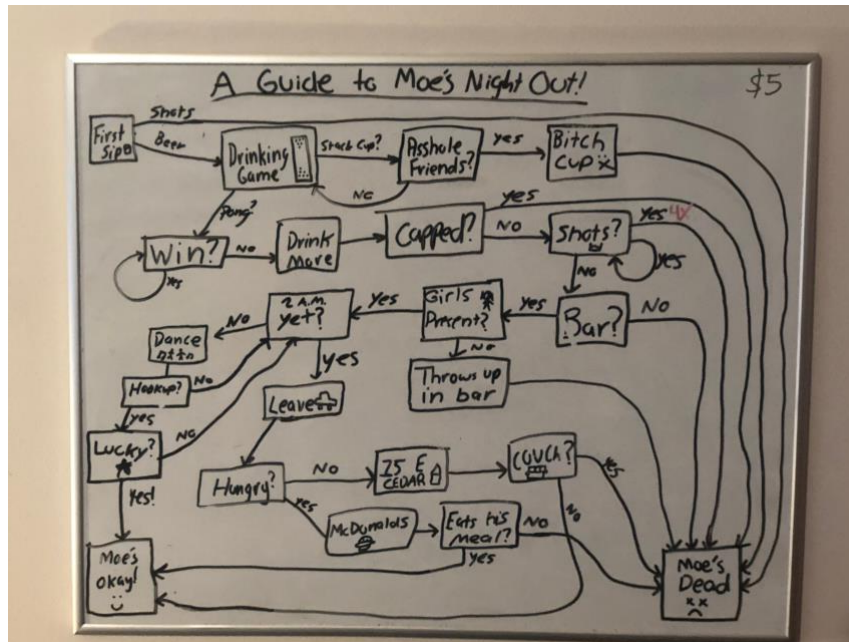 A Guide to Moe's Night Out!
$5
Shots
First
Sip
Beer
Drinking
Game
Stack Cup?
Asshole
Friends?
yes
Bitch
Cup
NO
Pong?
Win?
Yes
NO
Drink
More
Capped?
yes
NO
Shots?
yes 4x
yes
NO
Bar?
NO
Yes
Girls
Present?
NO
Throws up
in bar
yes
2 A.M.
yet?
NO
Dance
Hookup?
NO
yes
Lucky?
NO
Yes!
yes
Leave
Hungry?
NO
25 E
CEDAR
COUCH?
yes
NO
yes
McDonalds
Eats his
meal?
NO
yes
Moe's
Okay!
Moe's
Dead